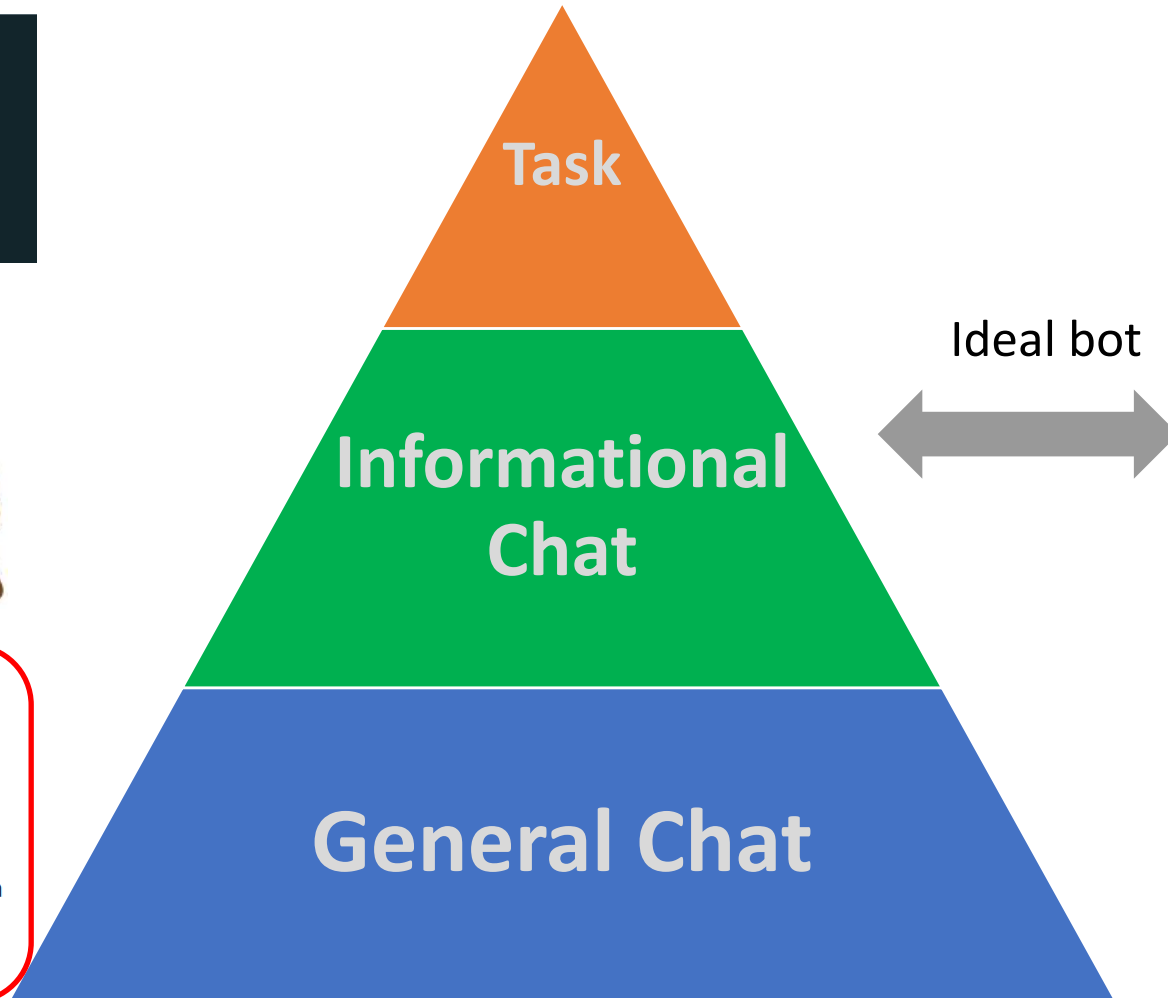 Task
Ideal bot
Informational
Chat
General Chat